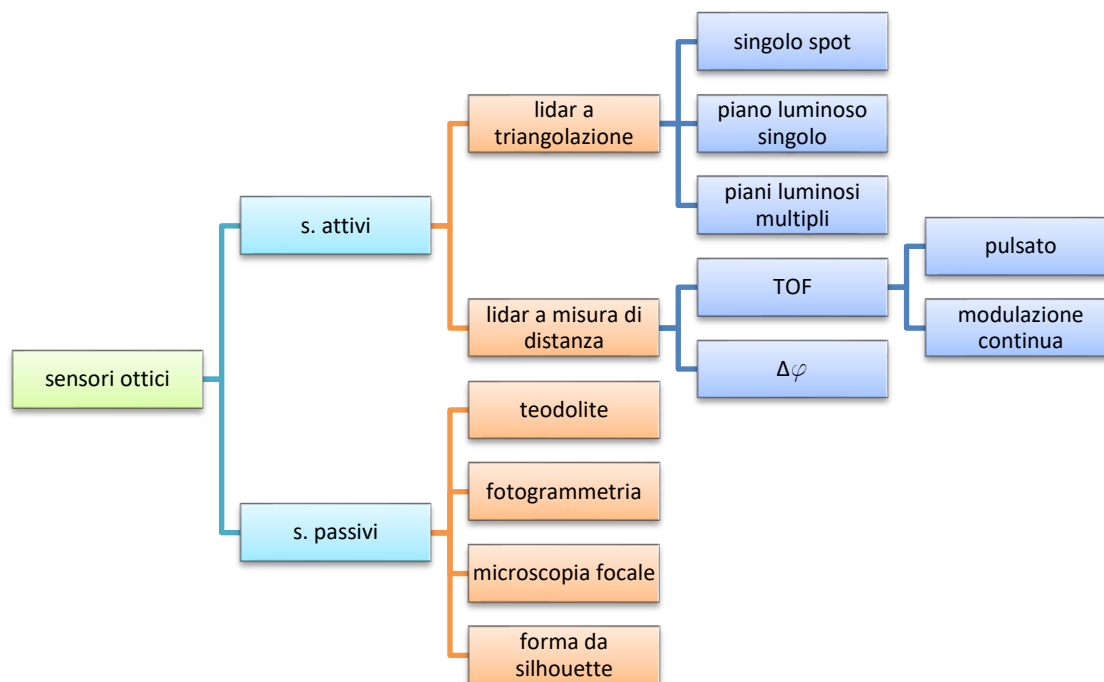 singolo spot
lidar a
triangolazione
piano luminoso
singolo
piani luminosi
multipli
s. attivi
pulsato
TOF
lidar a misura di
distanza
modulazione
continua
sensori ottici
Δφ
teodolite
fotogrammetria
s. passivi
microscopia focale
forma da
silhouette